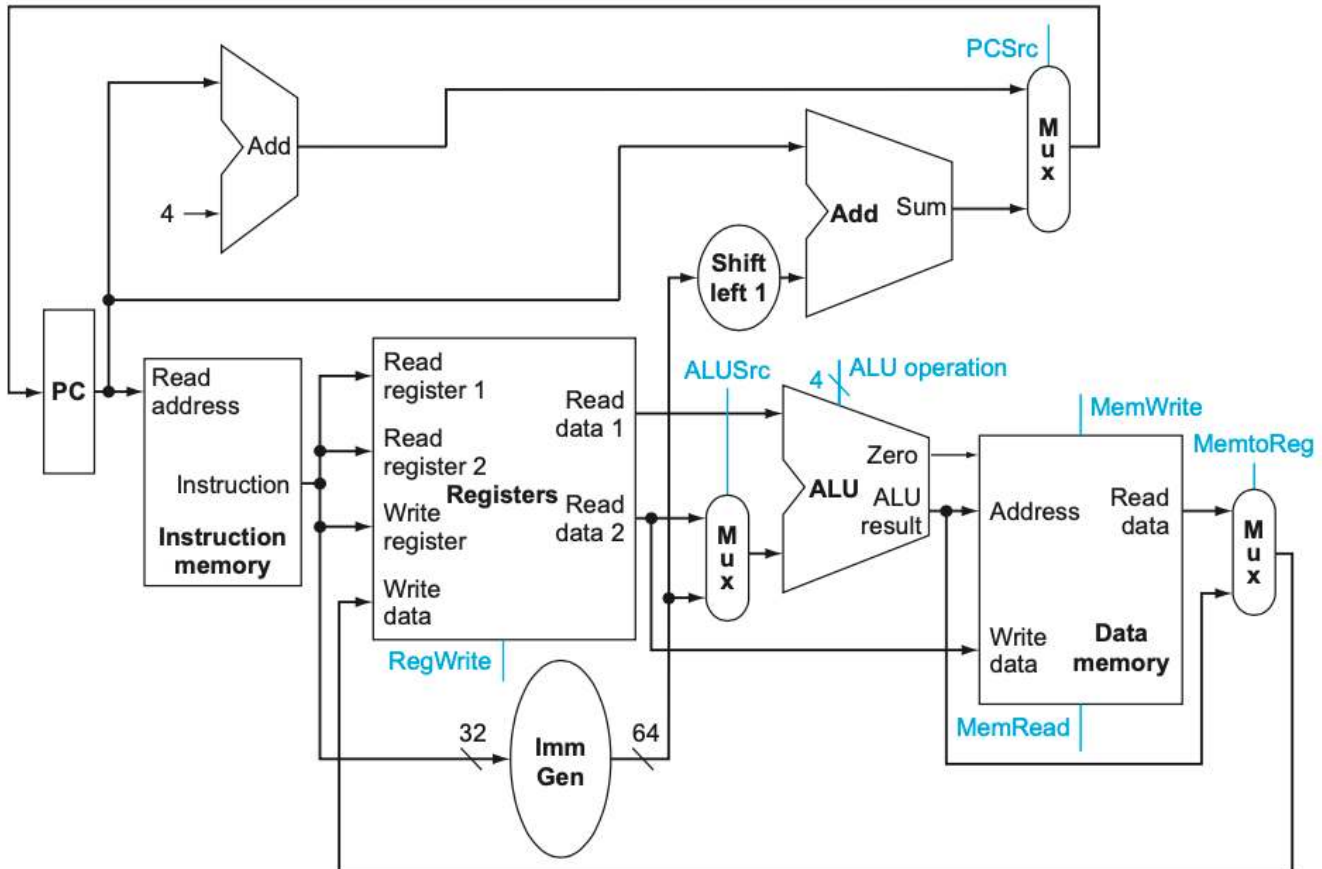 PCSrc
Add
4
M
u
x
Add Sum
Shift
left 1
PC
Read
address
Instruction
Instruction
memory
Read
register 1
Read
register 2
Write
register
Write
data
Registers
Read
data 1
Read
data 2
RegWrite
ALUSrc
M
u
x
4
ALU operation
Zero
ALU
ALU
result
MemWrite
Address
Read
data
Write
data
Data
memory
MemRead
MemtoReg
M
u
x
32
Imm
Gen
64